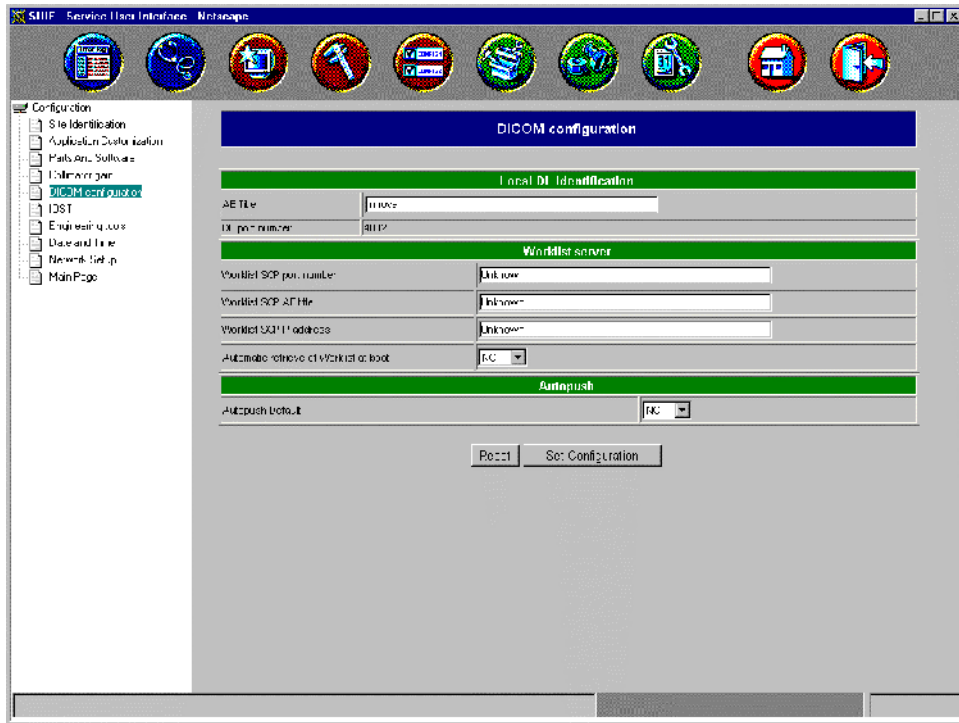 Service User Interface Netscape
Configuration
Site Identification
Application Customization
Parts And Software
Collimator gain
DICOM configuration
Engineering tools
Date and Time
Network Setup
Main Page
DICOM configuration
Local DL Identification
AE Title
DL port number
Worklist server
Worklist SCP port number
Unknown
Worklist SCP AE title
Unknown
Worklist SCP IP address
Unknown
Automatic retrieve of Worklist at boot
NO
Autopush
Autopush Default
NO
Reset
Set Configuration